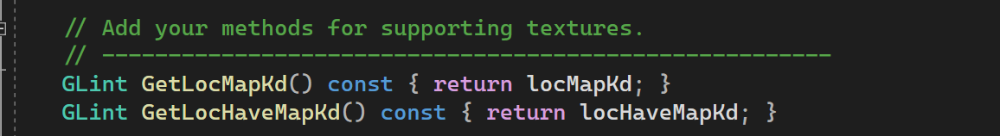 // Add your methods for supporting textures.
// -------------------------------------------------------
GLint GetLocMapKd() const { return locMapKd; }
GLint GetLocHaveMapKd() const { return locHaveMapKd; }